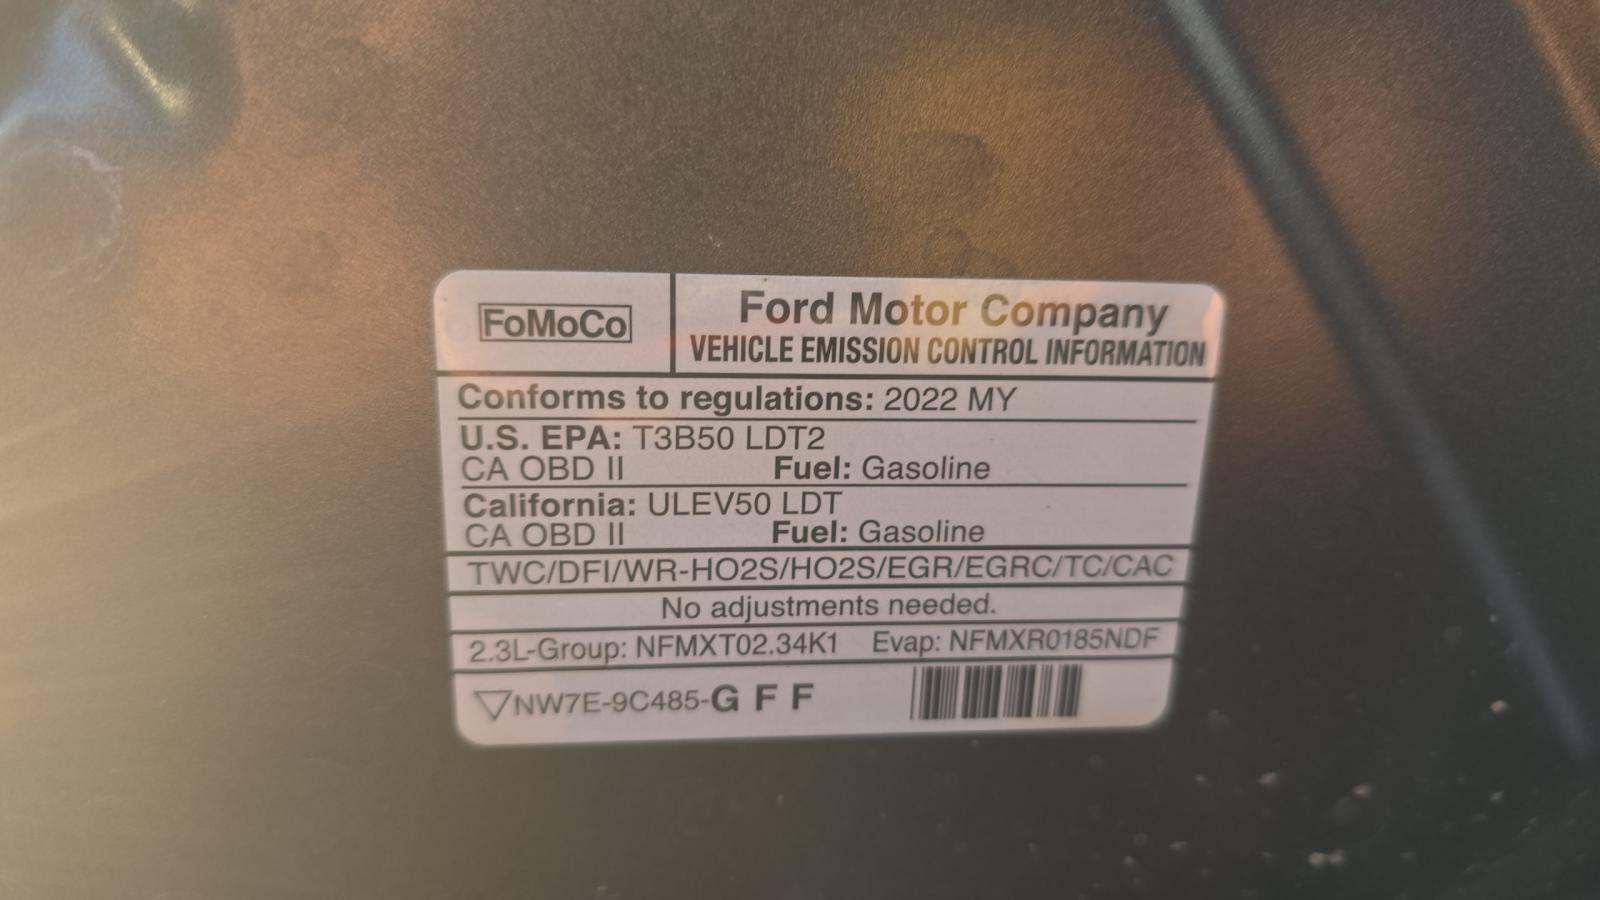 FoMoCo
Ford Motor Company
VEHICLE EMISSION CONTROL INFORMATION
Conforms to regulations: 2022 MY
U.S. EPA: T3B50 LDT2
CA OBD II Fuel: Gasoline
California: ULEV50 LDT
CA OBD II Fuel: Gasoline
TWC/DFI/WR-HO2S/HO2S/EGR/EGRC/TC/CAC
No adjustments needed.
2.3L-Group: NFMXT02.34K1 Evap: NFMXR0185NDF
NW7E-9C485-G F F